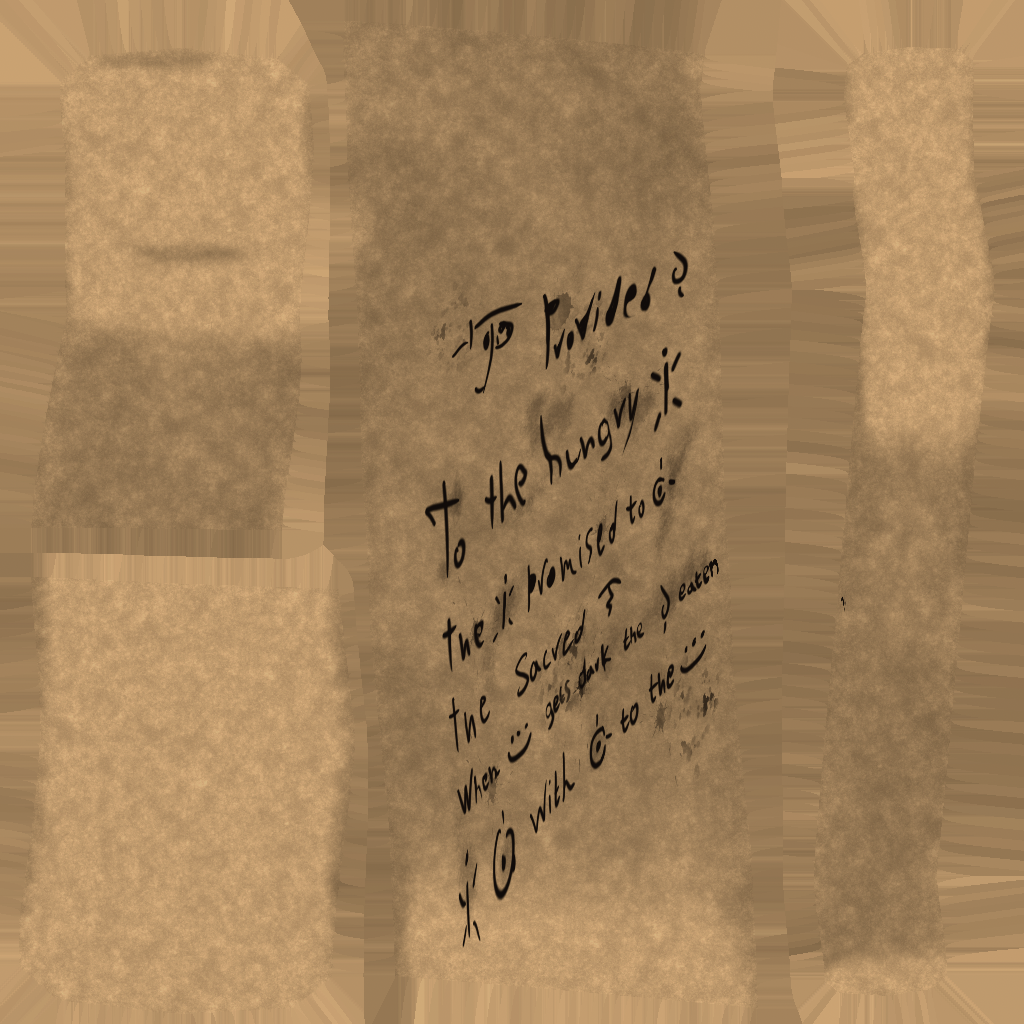 Provided
To the hungry
the promised to
the Sacred
When gets dark the eaten
with to the